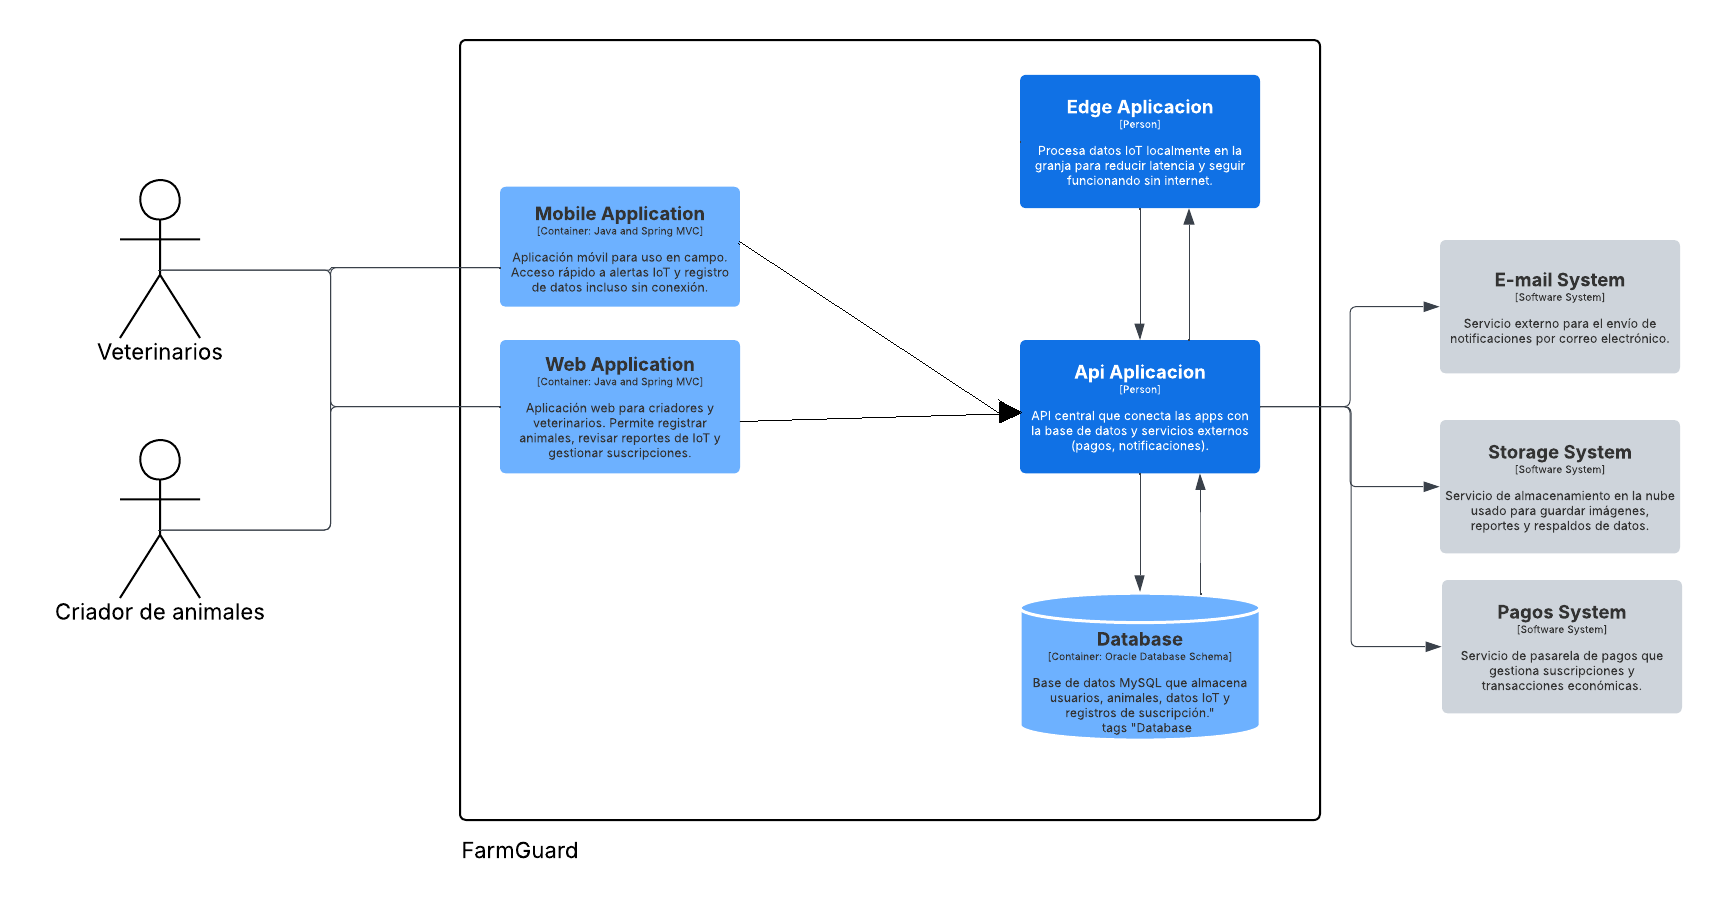 Veterinarios
Criador de animales
Mobile Application
[Container: Java and Spring MVC]
Aplicación móvil para uso en campo.
Acceso rápido a alertas IoT y registro
de datos incluso sin conexión.
Web Application
[Container: Java and Spring MVC]
Aplicación web para criadores y
veterinarios. Permite registrar
animales, revisar reportes de IoT y
gestionar suscripciones.
Edge Aplicacion
[Person]
Procesa datos IoT localmente en la
granja para reducir latencia y seguir
funcionando sin internet.
Api Aplicacion
[Person]
API central que conecta las apps con
la base de datos y servicios externos
(pagos, notificaciones).
Database
[Container: Oracle Database Schema]
Base de datos MySQL que almacena
usuarios, animales, datos IoT y
registros de suscripción."
tags "Database
E-mail System
[Software System]
Servicio externo para el envío de
notificaciones por correo electrónico.
Storage System
[Software System]
Servicio de almacenamiento en la nube
usado para guardar imágenes,
reportes y respaldos de datos.
Pagos System
[Software System]
Servicio de pasarela de pagos que
gestiona suscripciones y
transacciones económicas.
FarmGuard